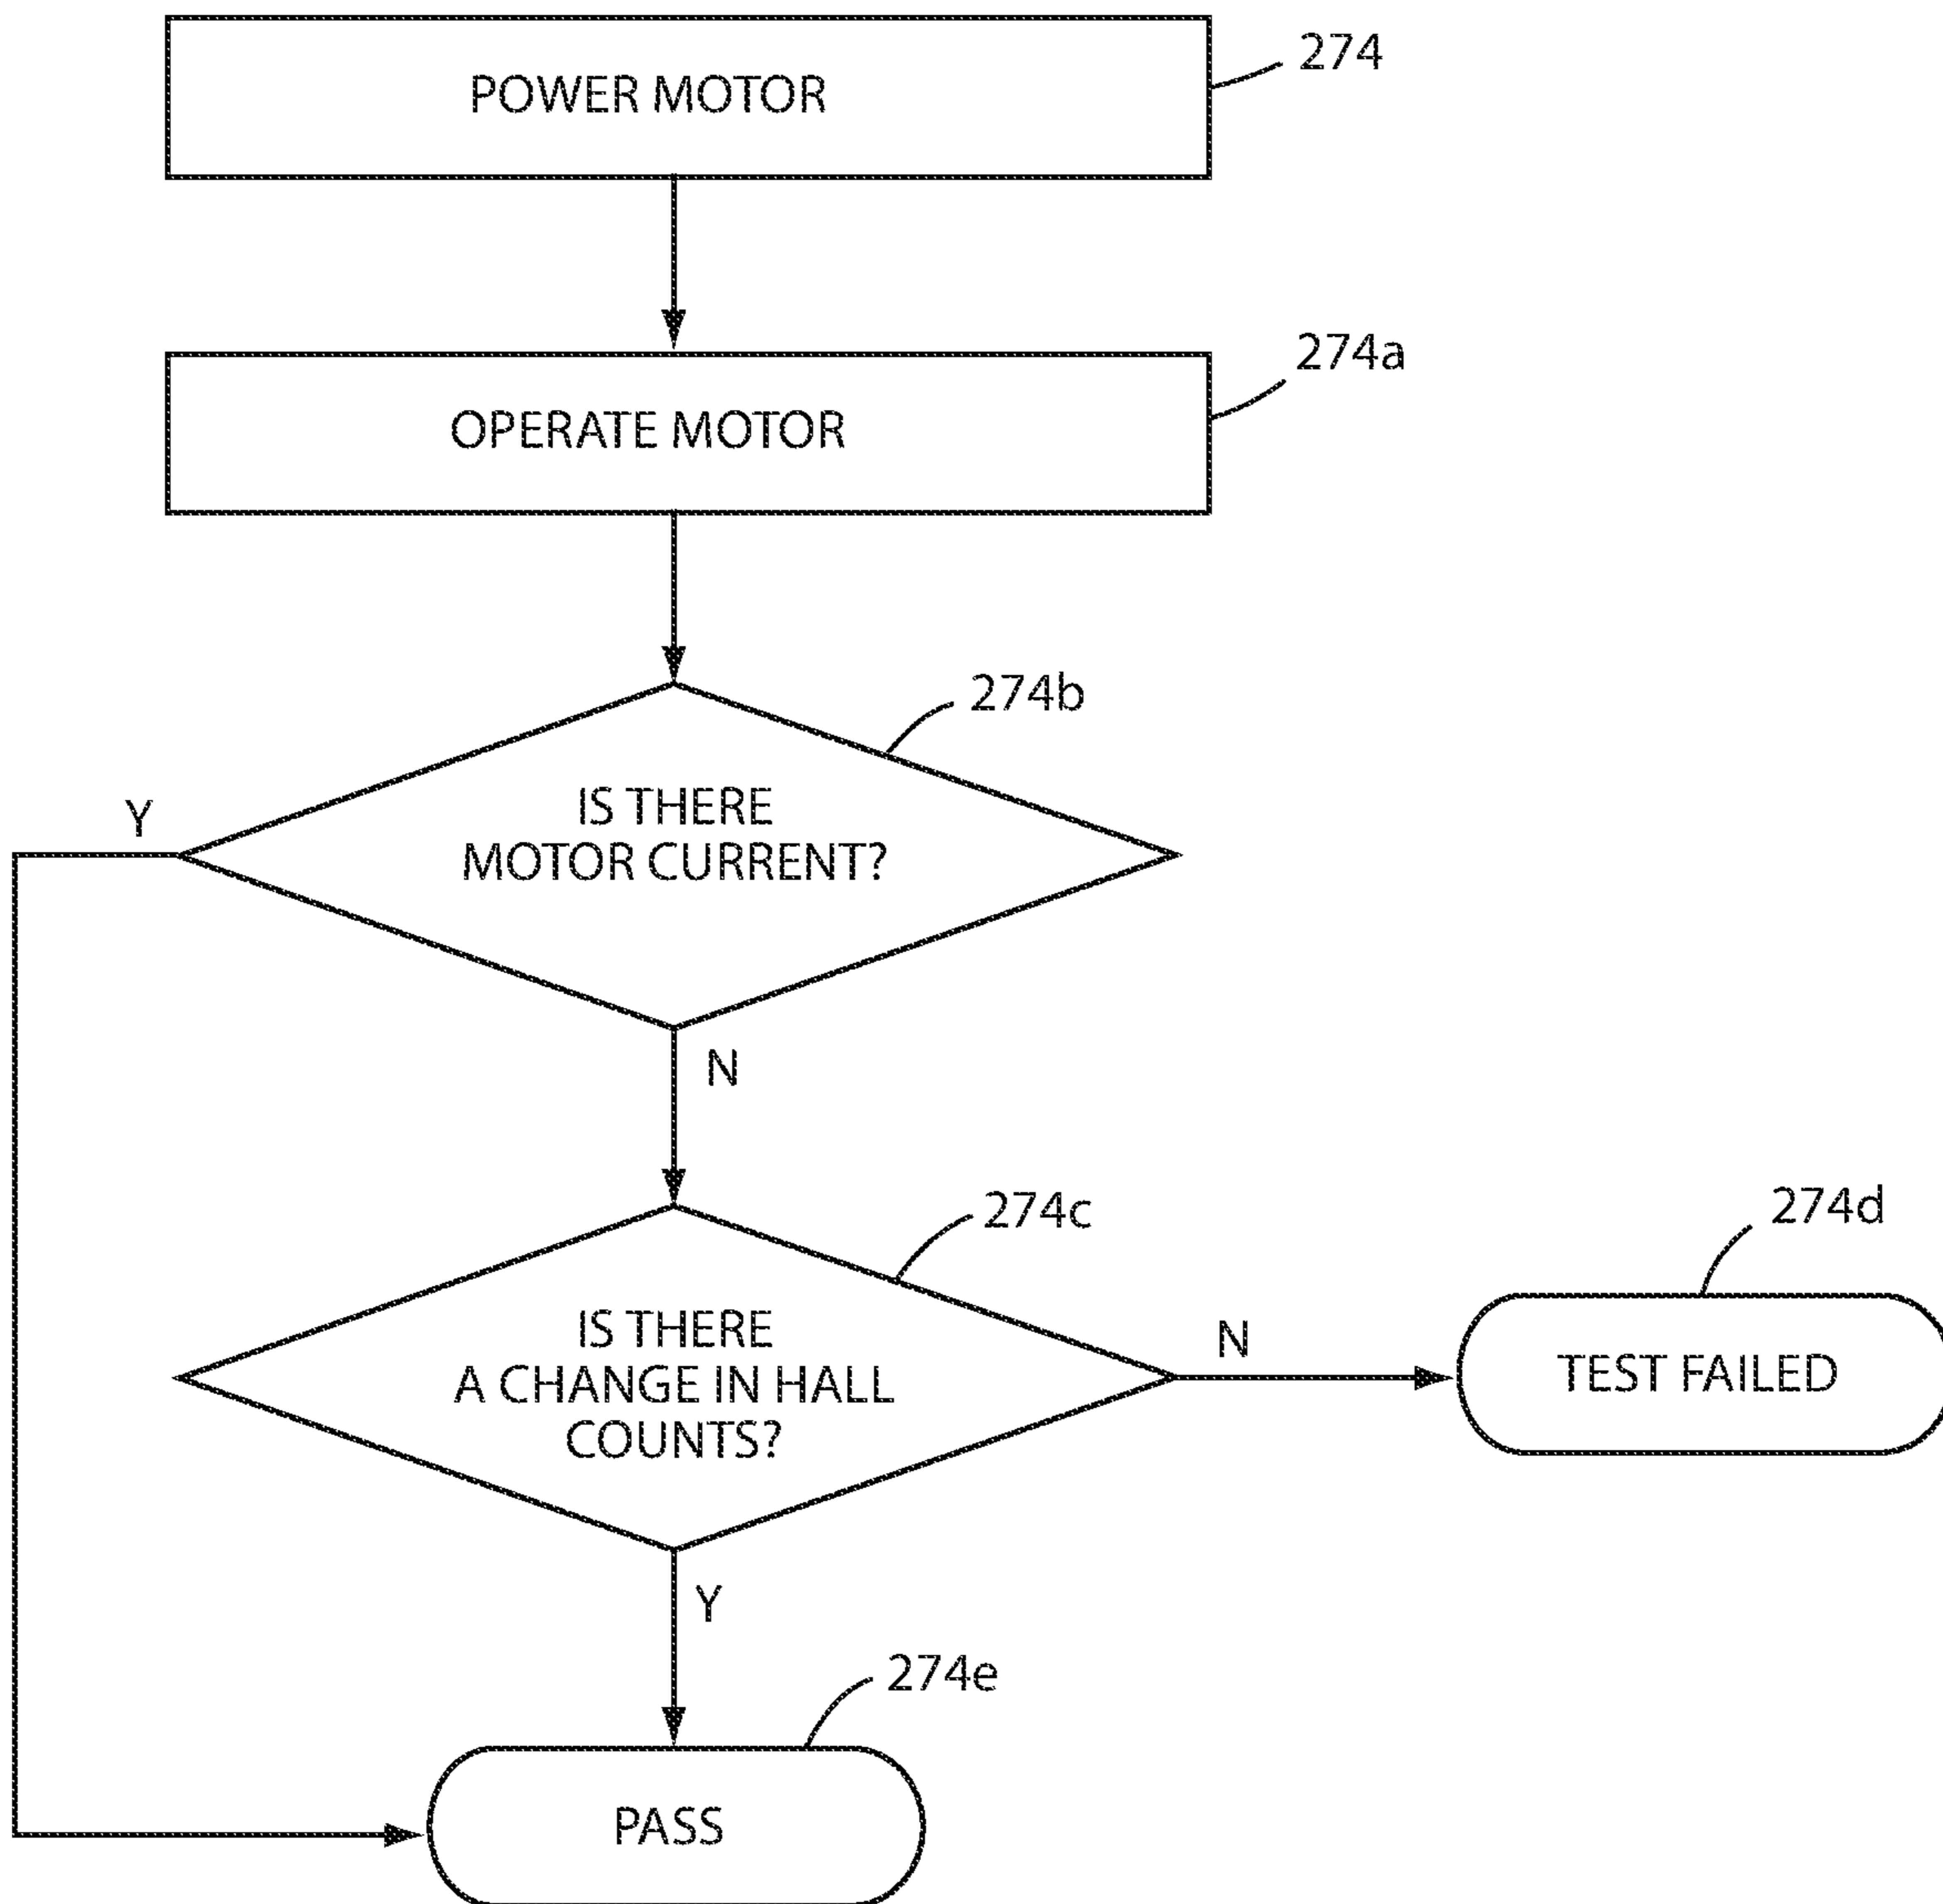 POWER MOTOR
274
OPERATE MOTOR
274a
274b
IS THERE
MOTOR CURRENT?
Y
N
274c
IS THERE
A CHANGE IN HALL
COUNTS?
N
274d
TEST FAILED
Y
274e
PASS